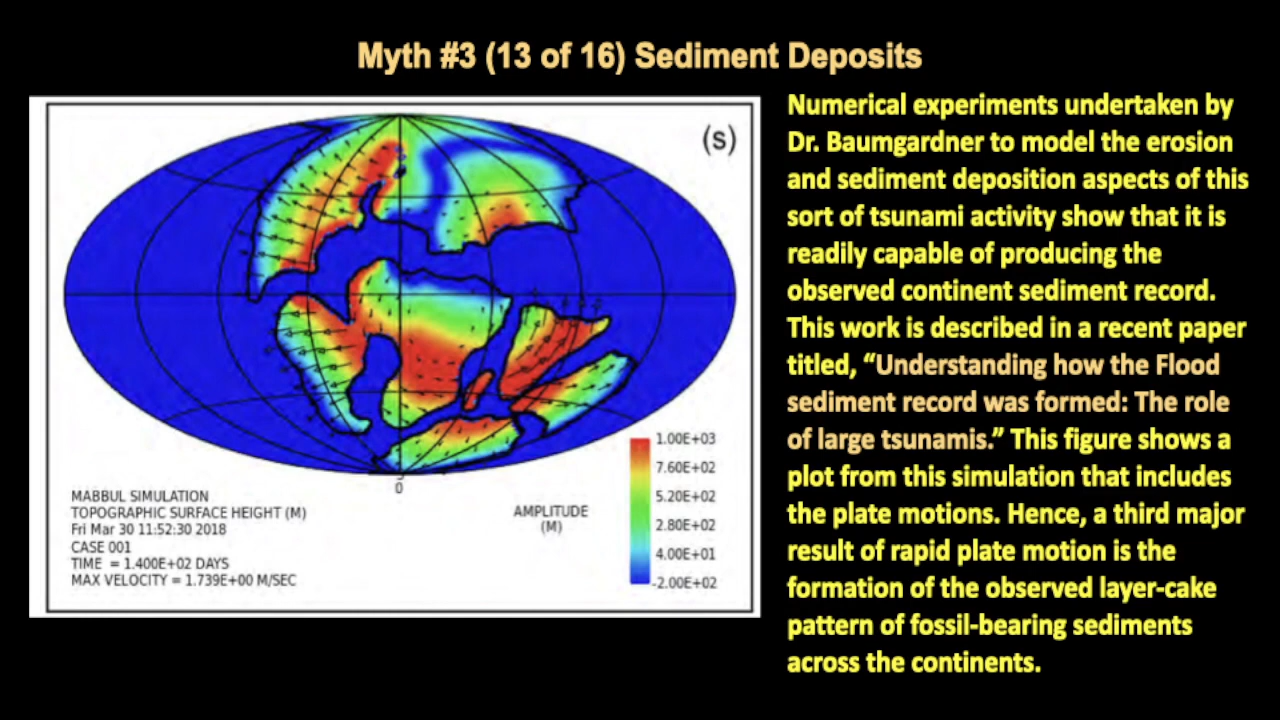 Myth #3 (13 of 16) Sediment Deposits
(s)
0
MABBUL SIMULATION
TOPOGRAPHIC SURFACE HEIGHT (M)
Fri Mar 30 11:52:30 2018
CASE 001
TIME = 1.400E+02 DAYS
MAX VELOCITY = 1.739E+00 M/SEC
AMPLITUDE
(M)
1.00E+03
7.60E+02
5.20E+02
2.80E+02
4.00E+01
-2.00E+02
Numerical experiments undertaken by
Dr. Baumgardner to model the erosion
and sediment deposition aspects of this
sort of tsunami activity show that it is
readily capable of producing the
observed continent sediment record.
This work is described in a recent paper
titled, “Understanding how the Flood
sediment record was formed: The role
of large tsunamis.” This figure shows a
plot from this simulation that includes
the plate motions. Hence, a third major
result of rapid plate motion is the
formation of the observed layer-cake
pattern of fossil-bearing sediments
across the continents.